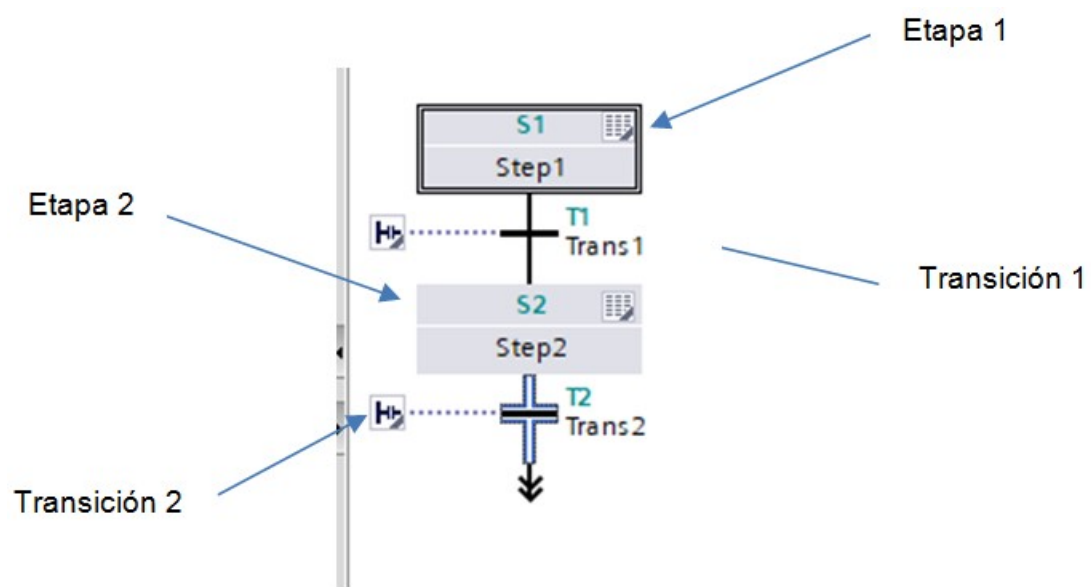 Etapa 1
S1
Step1
Etapa 2
T1
Trans1
Transición 1
S2
Step2
T2
Trans2
Transición 2